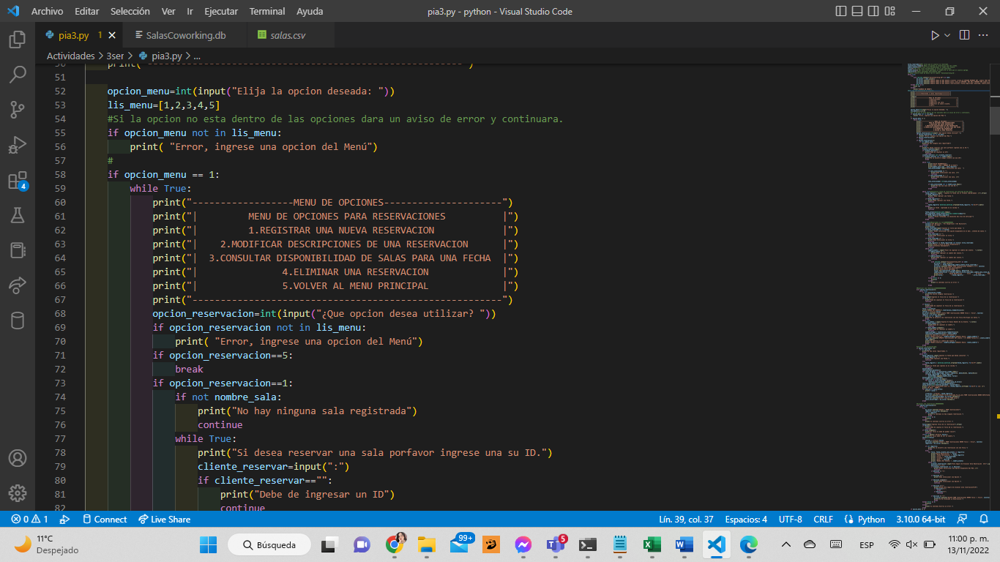 Archivo Editar Selección Ver Ir Ejecutar Terminal Ayuda pia3.py - python - Visual Studio Code
pia3.py 1 SalasCoworking.db salas.csv
Actividades > 3ser > pia3.py > ...
50 print("---------------------------------------------------------")
51
52 opcion_menu=int(input("Elija la opcion deseada: "))
53 lis_menu=[1,2,3,4,5]
54 #Si la opcion no esta dentro de las opciones dara un aviso de error y continuara.
55 if opcion_menu not in lis_menu:
56 print( "Error, ingrese una opcion del Menú")
57 #
58 if opcion_menu == 1:
59 while True:
60 print("------------------MENU DE OPCIONES---------------------")
61 print("| MENU DE OPCIONES PARA RESERVACIONES |")
62 print("| 1.REGISTRAR UNA NUEVA RESERVACION |")
63 print("| 2.MODIFICAR DESCRIPCIONES DE UNA RESERVACION |")
64 print("| 3.CONSULTAR DISPONIBILIDAD DE SALAS PARA UNA FECHA |")
65 print("| 4.ELIMINAR UNA RESERVACION |")
66 print("| 5.VOLVER AL MENU PRINCIPAL |")
67 print("-------------------------------------------------------")
68 opcion_reservacion=int(input("¿Que opcion desea utilizar? "))
69 if opcion_reservacion not in lis_menu:
70 print( "Error, ingrese una opcion del Menú")
71 if opcion_reservacion==5:
72 break
73 if opcion_reservacion==1:
74 if not nombre_sala:
75 print("No hay ninguna sala registrada")
76 continue
77 while True:
78 print("Si desea reservar una sala porfavor ingrese una su ID.")
79 cliente_reservar=input(":")
80 if cliente_reservar=="":
81 print("Debe de ingresar un ID")
82 continue
4
0 1 Connect Live Share Lín. 39, col. 37 Espacios: 4 UTF-8 CRLF Python 3.10.0 64-bit
11°C
Despejado
Búsqueda
99+
5
ESP
11:00 p. m.
13/11/2022